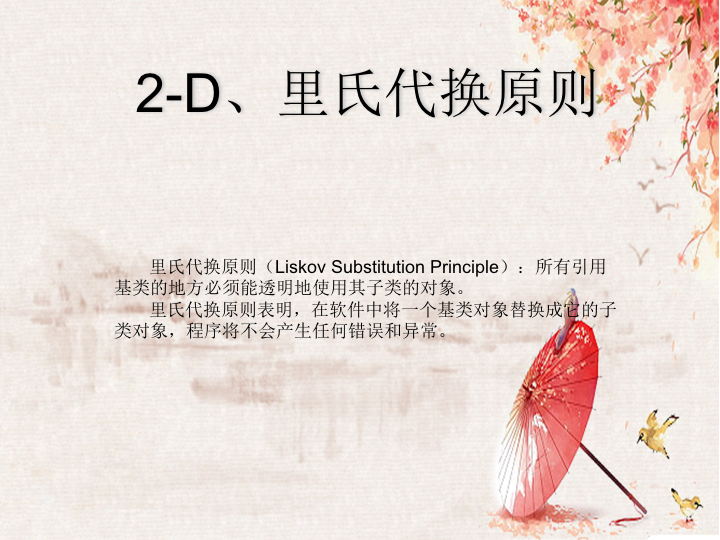 2-D、里氏代换原则
里氏代换原则（Liskov Substitution Principle）：所有引用
基类的地方必须能透明地使用其子类的对象。
里氏代换原则表明，在软件中将一个基类对象替换成它的子
类对象，程序将不会产生任何错误和异常。